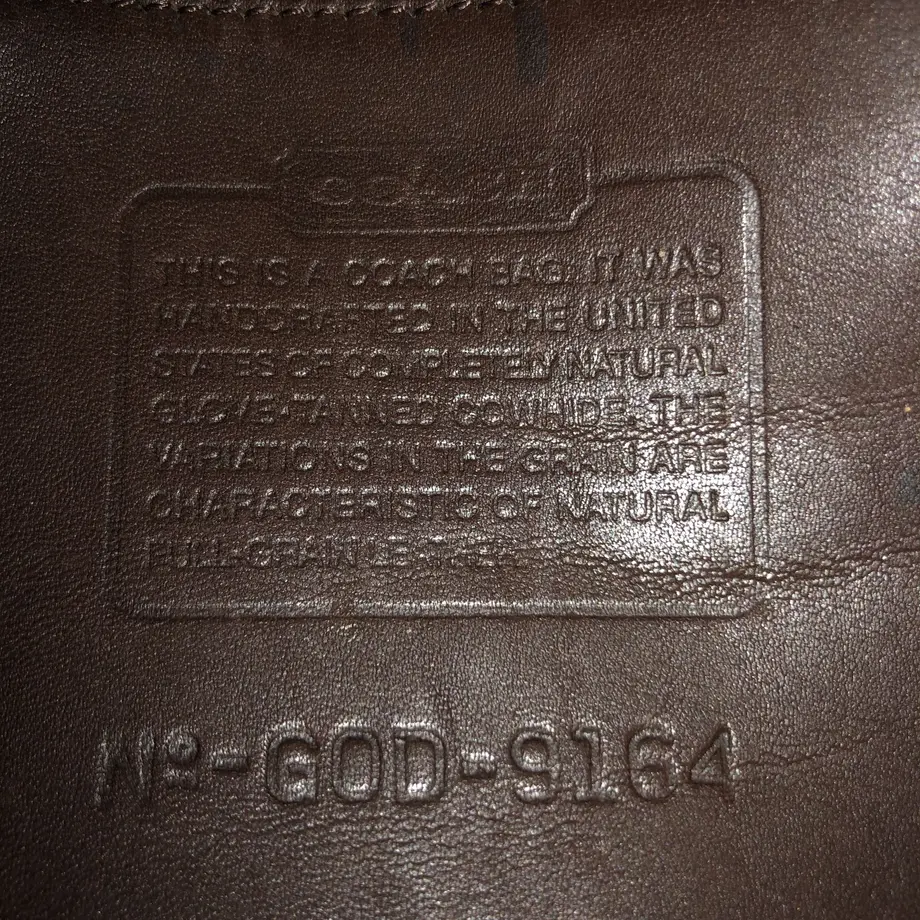 COACH
THIS IS A COACH BAG. IT WAS
HANDCRAFTED IN THE UNITED
STATES OF COMPLETELY NATURAL
GLOVE-TANNED COWHIDE. THE
VARIATIONS IN THE GRAIN ARE
CHARACTERISTIC OF NATURAL
FULL-GRAIN LEATHER.
Nº-GOD-9164